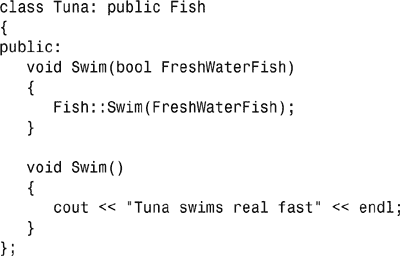 class Tuna: public Fish
{
public:
   void Swim(bool FreshWaterFish)
   {
      Fish::Swim(FreshWaterFish);
   }

   void Swim()
   {
      cout << "Tuna swims real fast" << endl;
   }
};